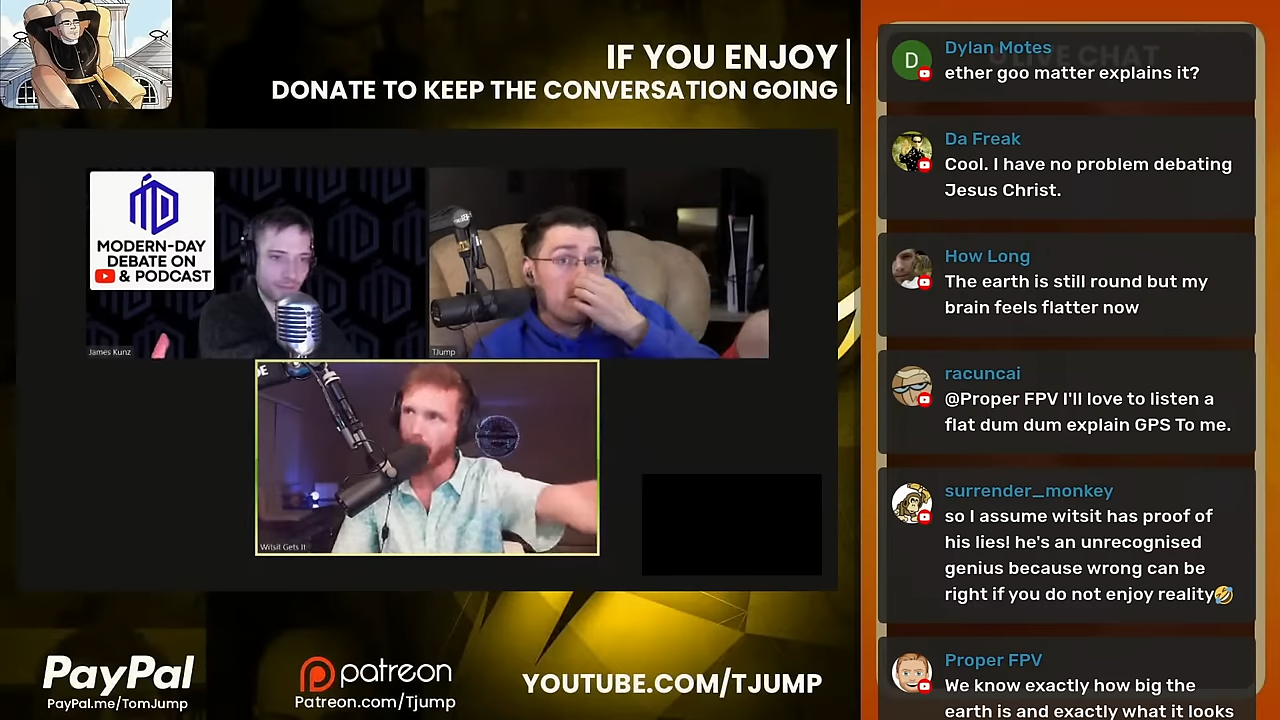 IF YOU ENJOY
DONATE TO KEEP THE CONVERSATION GOING
MODERN-DAY
DEBATE ON
& PODCAST
James Kunz
TJump
Witsit Gets It
PayPal
PayPal.me/TomJump
patreon
Patreon.com/Tjump
YOUTUBE.COM/TJUMP
LIVE CHAT
D
Dylan Motes
ether goo matter explains it?
Da Freak
Cool. I have no problem debating
Jesus Christ.
How Long
The earth is still round but my
brain feels flatter now
racuncai
@Proper FPV I'll love to listen a
flat dum dum explain GPS To me.
surrender_monkey
so I assume witsit has proof of
his lies! he's an unrecognised
genius because wrong can be
right if you do not enjoy reality🤣
Proper FPV
We know exactly how big the
earth is and exactly what it looks